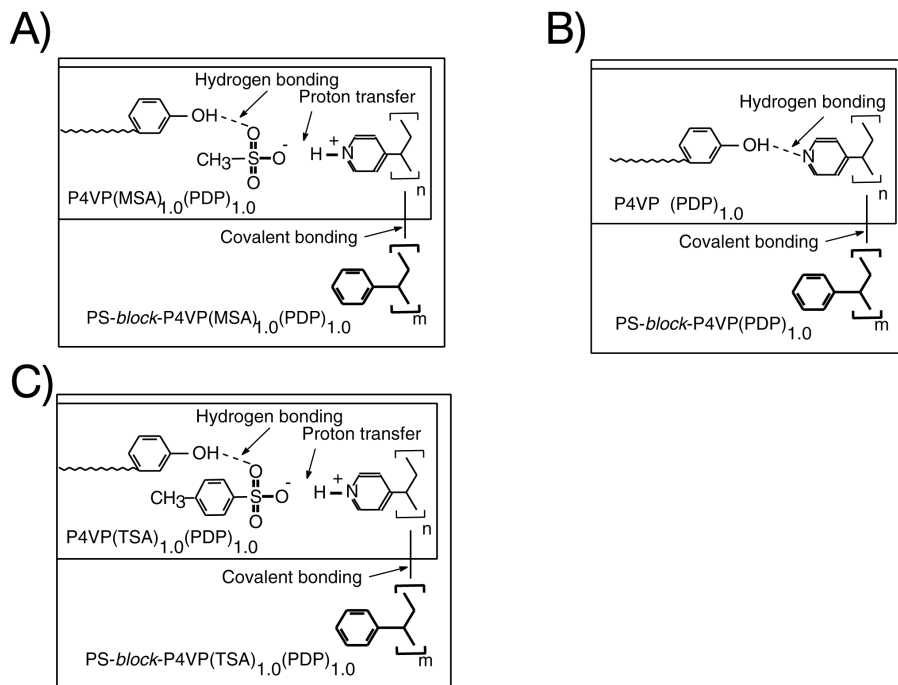 A)
Hydrogen bonding
Proton transfer
OH
O
CH3 S O -
O
H N +
n
P4VP(MSA)1.0(PDP)1.0
Covalent bonding
PS-block-P4VP(MSA)1.0(PDP)1.0
m
B)
Hydrogen bonding
OH
N
n
P4VP (PDP)1.0
Covalent bonding
PS-block-P4VP(PDP)1.0
m
C)
Hydrogen bonding
Proton transfer
OH
O
CH3 S O -
O
H N +
n
P4VP(TSA)1.0(PDP)1.0
Covalent bonding
PS-block-P4VP(TSA)1.0(PDP)1.0
m